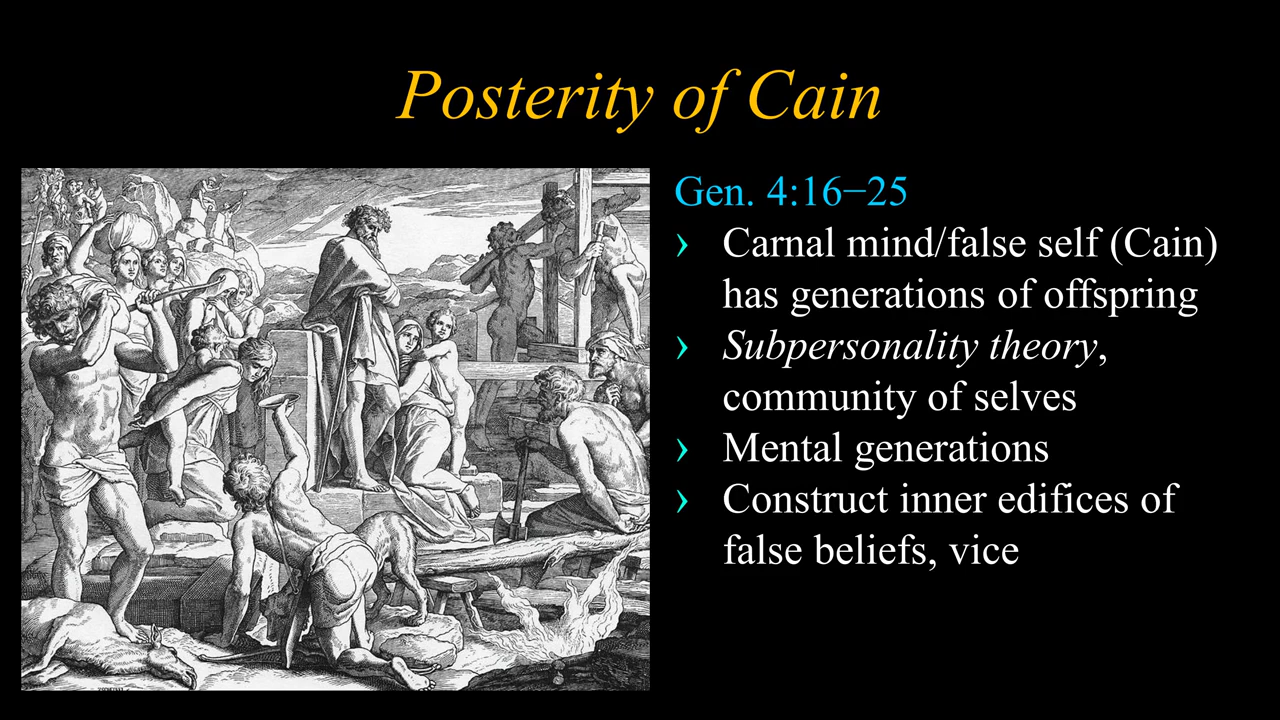 Posterity of Cain
Gen. 4:16−25
› Carnal mind/false self (Cain)
has generations of offspring
› Subpersonality theory,
community of selves
› Mental generations
› Construct inner edifices of
false beliefs, vice